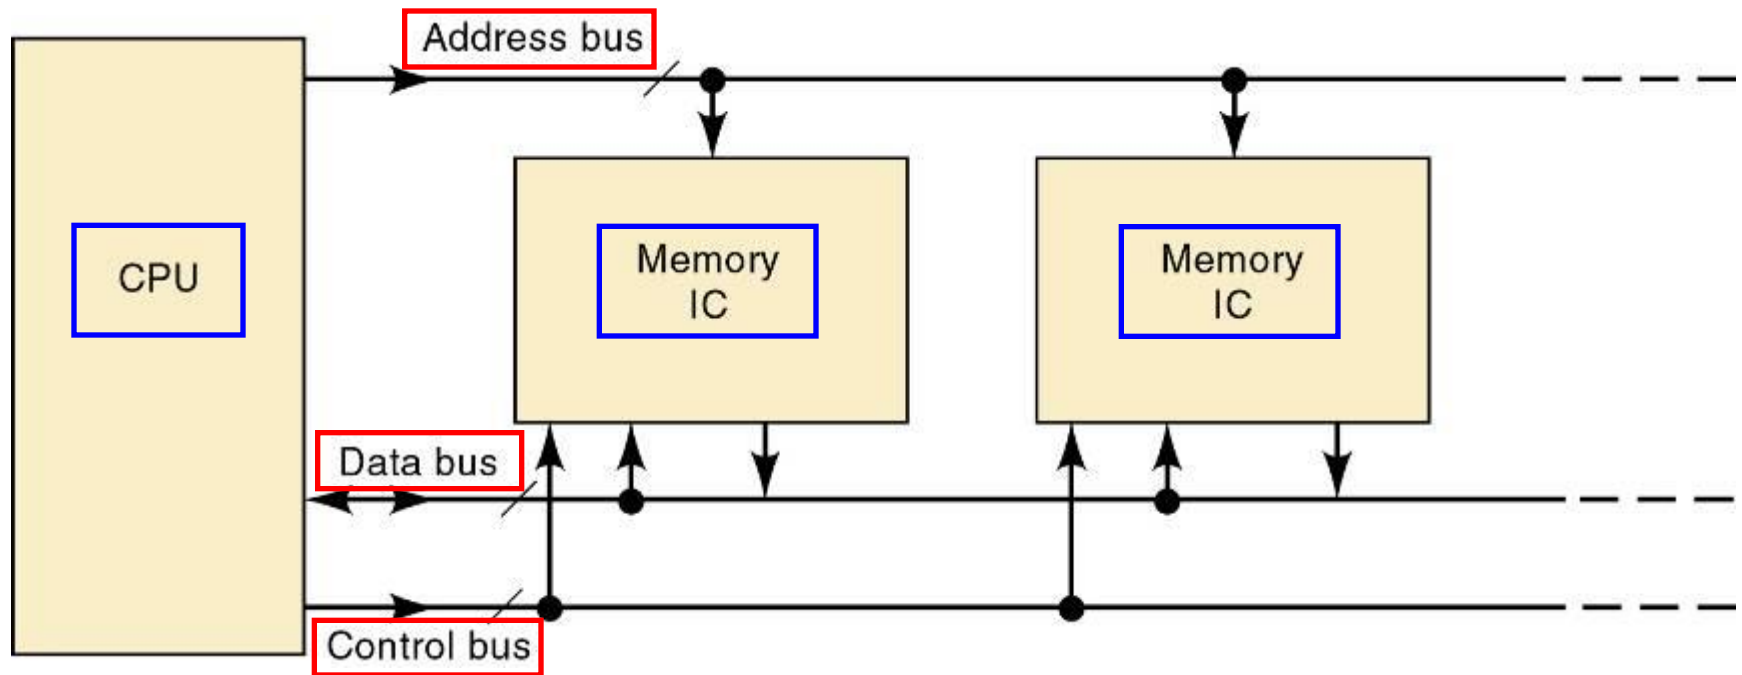 Address bus
CPU
Memory
IC
Memory
IC
Data bus
Control bus